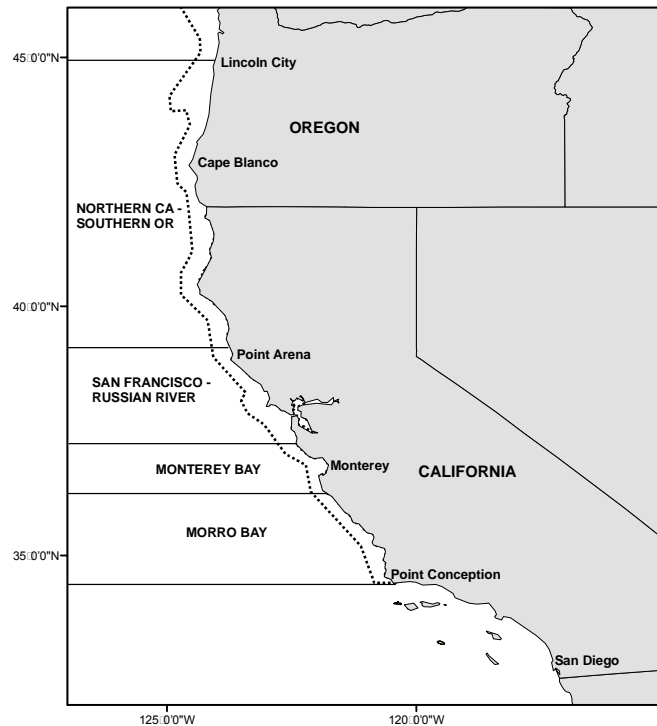 45□0'0"N
Lincoln City
OREGON
Cape Blanco
NORTHERN CA -
SOUTHERN OR
40□0'0"N
Point Arena
SAN FRANCISCO -
RUSSIAN RIVER
MONTEREY BAY
Monterey
CALIFORNIA
MORRO BAY
35□0'0"N
Point Conception
San Diego
125□0'0"W
120□0'0"W